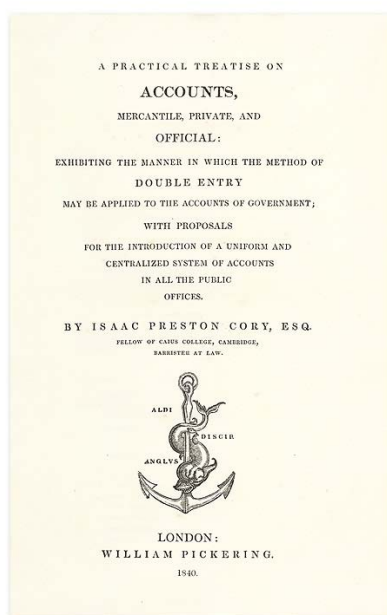 A PRACTICAL TREATISE ON
ACCOUNTS,
MERCANTILE, PRIVATE, AND
OFFICIAL:
EXHIBITING THE MANNER IN WHICH THE METHOD OF
DOUBLE ENTRY
MAY BE APPLIED TO THE ACCOUNTS OF GOVERNMENT;
WITH PROPOSALS
FOR THE INTRODUCTION OF A UNIFORM AND
CENTRALIZED SYSTEM OF ACCOUNTS
IN ALL THE PUBLIC
OFFICES.
BY ISAAC PRESTON CORY, ESQ.
FELLOW OF CAIUS COLLEGE, CAMBRIDGE,
BARRISTER AT LAW.
ALDI
DISCIP.
ANGLVS
LONDON:
WILLIAM PICKERING.
1840.